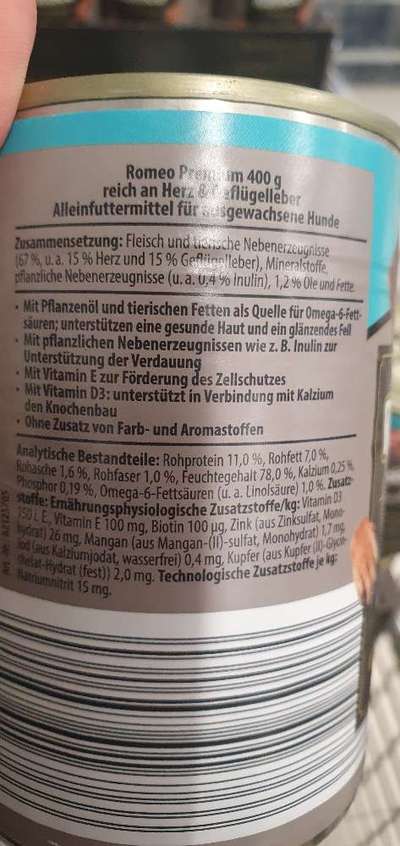 Romeo Premium 400 g
reich an Herz & Geflügelleber
Alleinfuttermittel für ausgewachsene Hunde
Zusammensetzung: Fleisch und tierische Nebenerzeugnisse
(67 %, u. a. 15 % Herz und 15 % Geflügelleber), Mineralstoffe,
pflanzliche Nebenerzeugnisse (u. a. 0,4 % Inulin), 1,2 % Öle und Fette.
• Mit Pflanzenöl und tierischen Fetten als Quelle für Omega-6-Fett-
säuren; unterstützen eine gesunde Haut und ein glänzendes Fell
• Mit pflanzlichen Nebenerzeugnissen wie z. B. Inulin zur
Unterstützung der Verdauung
• Mit Vitamin E zur Förderung des Zellschutzes
• Mit Vitamin D3: unterstützt in Verbindung mit Kalzium
den Knochenbau
• Ohne Zusatz von Farb- und Aromastoffen
Analytische Bestandteile: Rohprotein 11,0 %, Rohfett 7,0 %,
Rohasche 1,6 %, Rohfaser 1,0 %, Feuchtegehalt 78,0 %, Kalzium 0,25 %,
Phosphor 0,19 %, Omega-6-Fettsäuren (u. a. Linolsäure) 1,0 %. Zusatz-
stoffe: Ernährungsphysiologische Zusatzstoffe/kg: Vitamin D3
150 I. E., Vitamin E 100 mg, Biotin 100 µg, Zink (aus Zinksulfat, Mono-
hydrat) 26 mg, Mangan (aus Mangan-(II)-sulfat, Monohydrat) 1,7 mg,
Jod (aus Kalziumjodat, wasserfrei) 0,4 mg, Kupfer (aus Kupfer (II)-Glycin-
chelat-Hydrat (fest)) 2,0 mg. Technologische Zusatzstoffe je kg:
Natriumnitrit 15 mg.